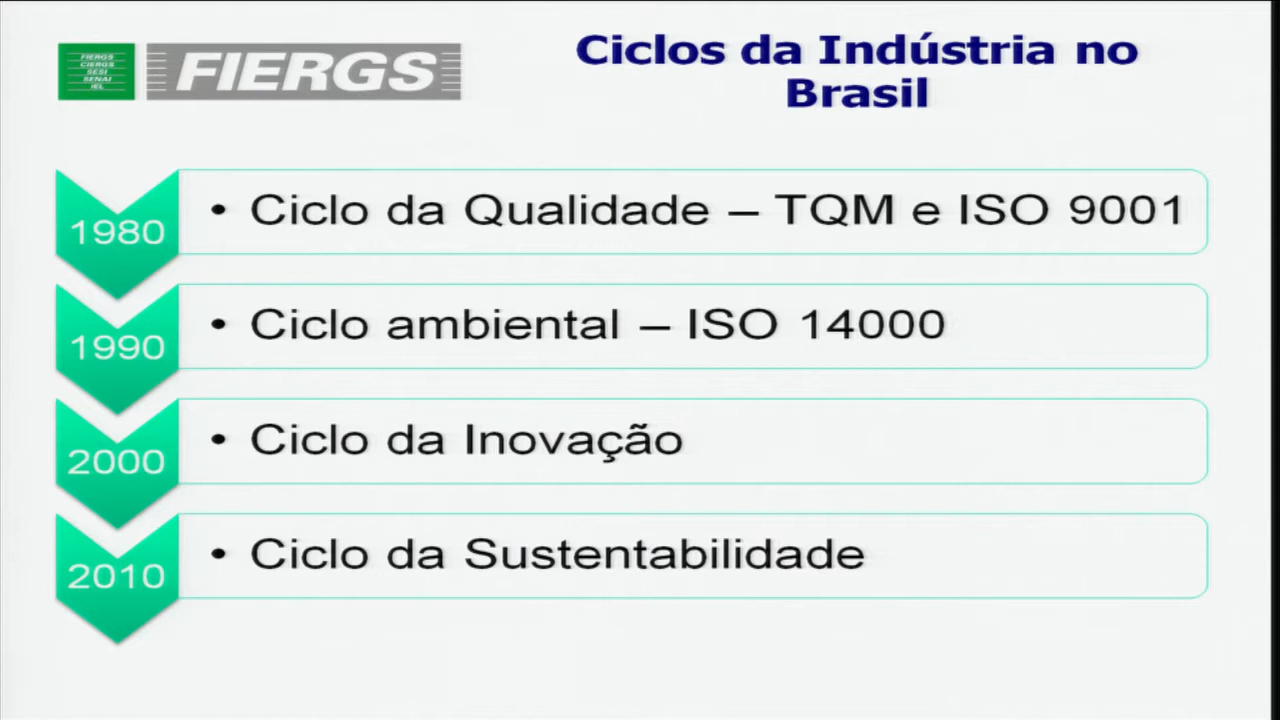 FIERGS
CIERGS
SESI
SENAI
IEL
FIERGS
Ciclos da Indústria no
Brasil
1980
• Ciclo da Qualidade – TQM e ISO 9001
1990
• Ciclo ambiental – ISO 14000
2000
• Ciclo da Inovação
2010
• Ciclo da Sustentabilidade